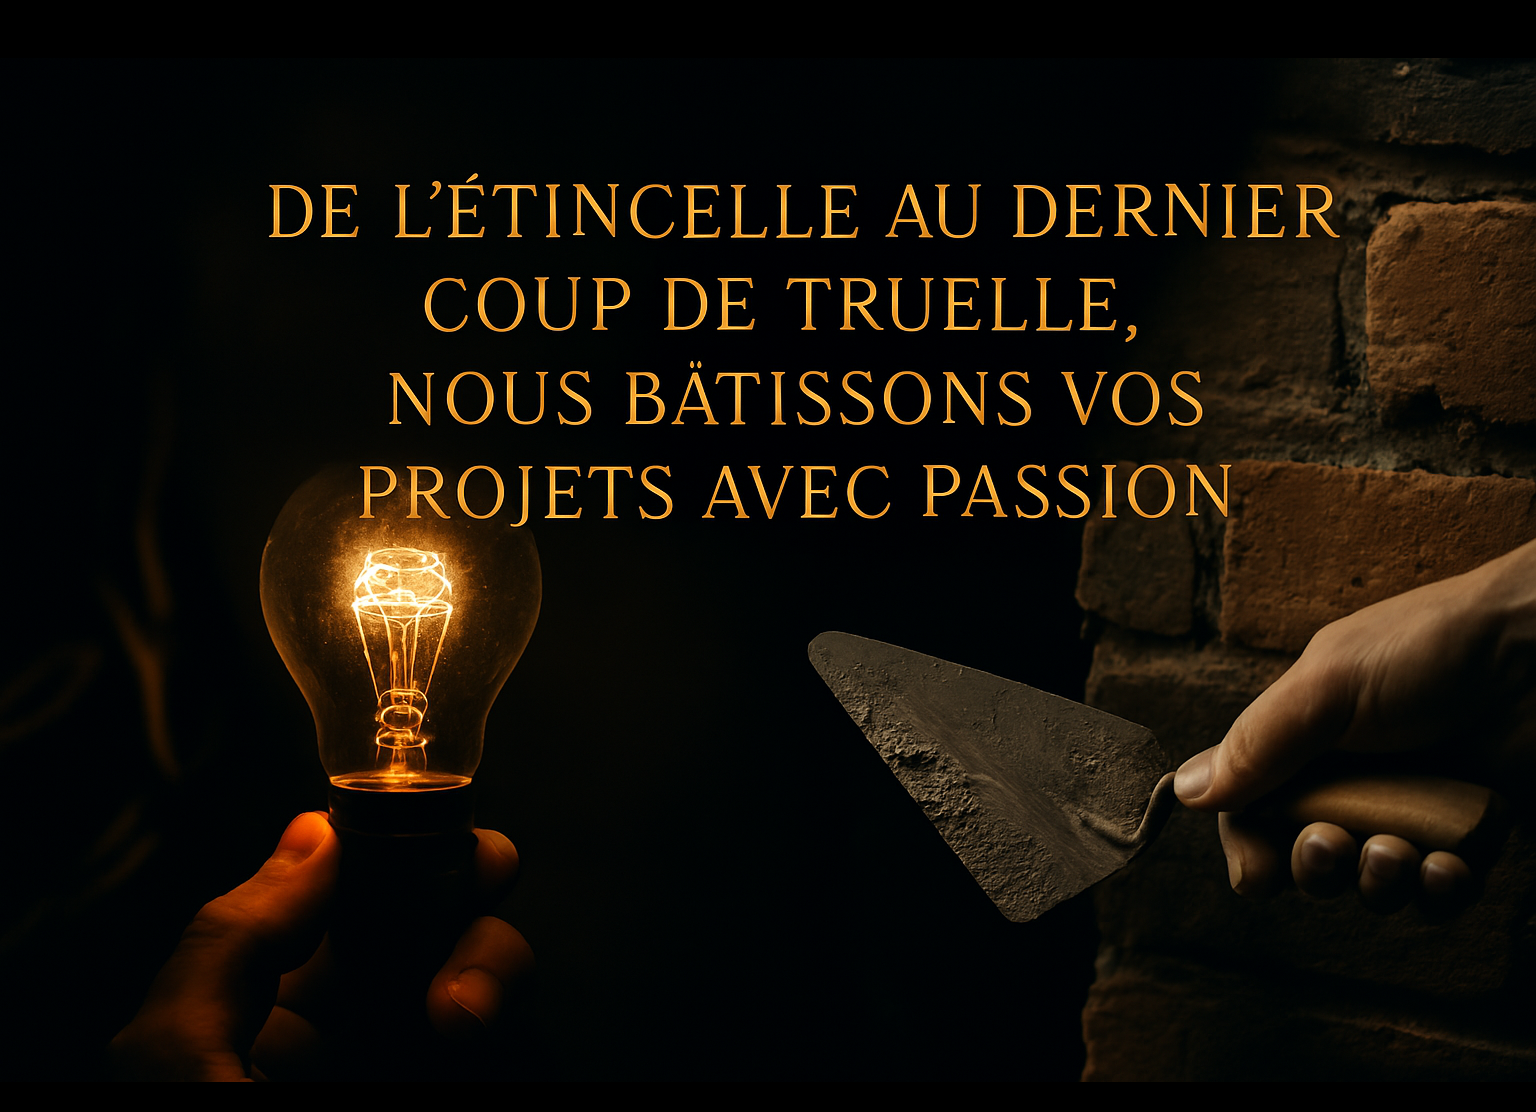 DE L’ÉTINCELLE AU DERNIER
COUP DE TRUELLE,
NOUS BÄTISSONS VOS
PROJETS AVEC PASSION